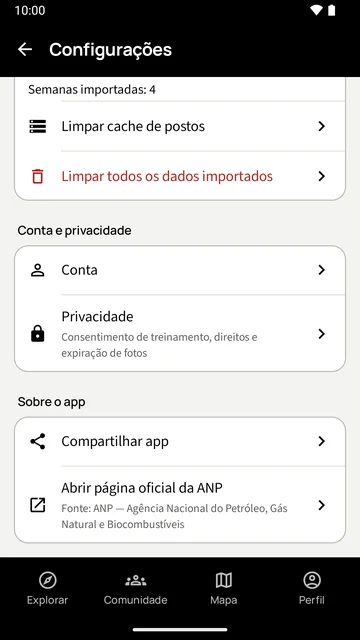 10:00
Configurações
Semanas importadas: 4
Limpar cache de postos
Limpar todos os dados importados
Conta e privacidade
Conta
Privacidade
Consentimento de treinamento, direitos e
expiração de fotos
Sobre o app
Compartilhar app
Abrir página oficial da ANP
Fonte: ANP — Agência Nacional do Petróleo, Gás
Natural e Biocombustíveis
Explorar
Comunidade
Mapa
Perfil